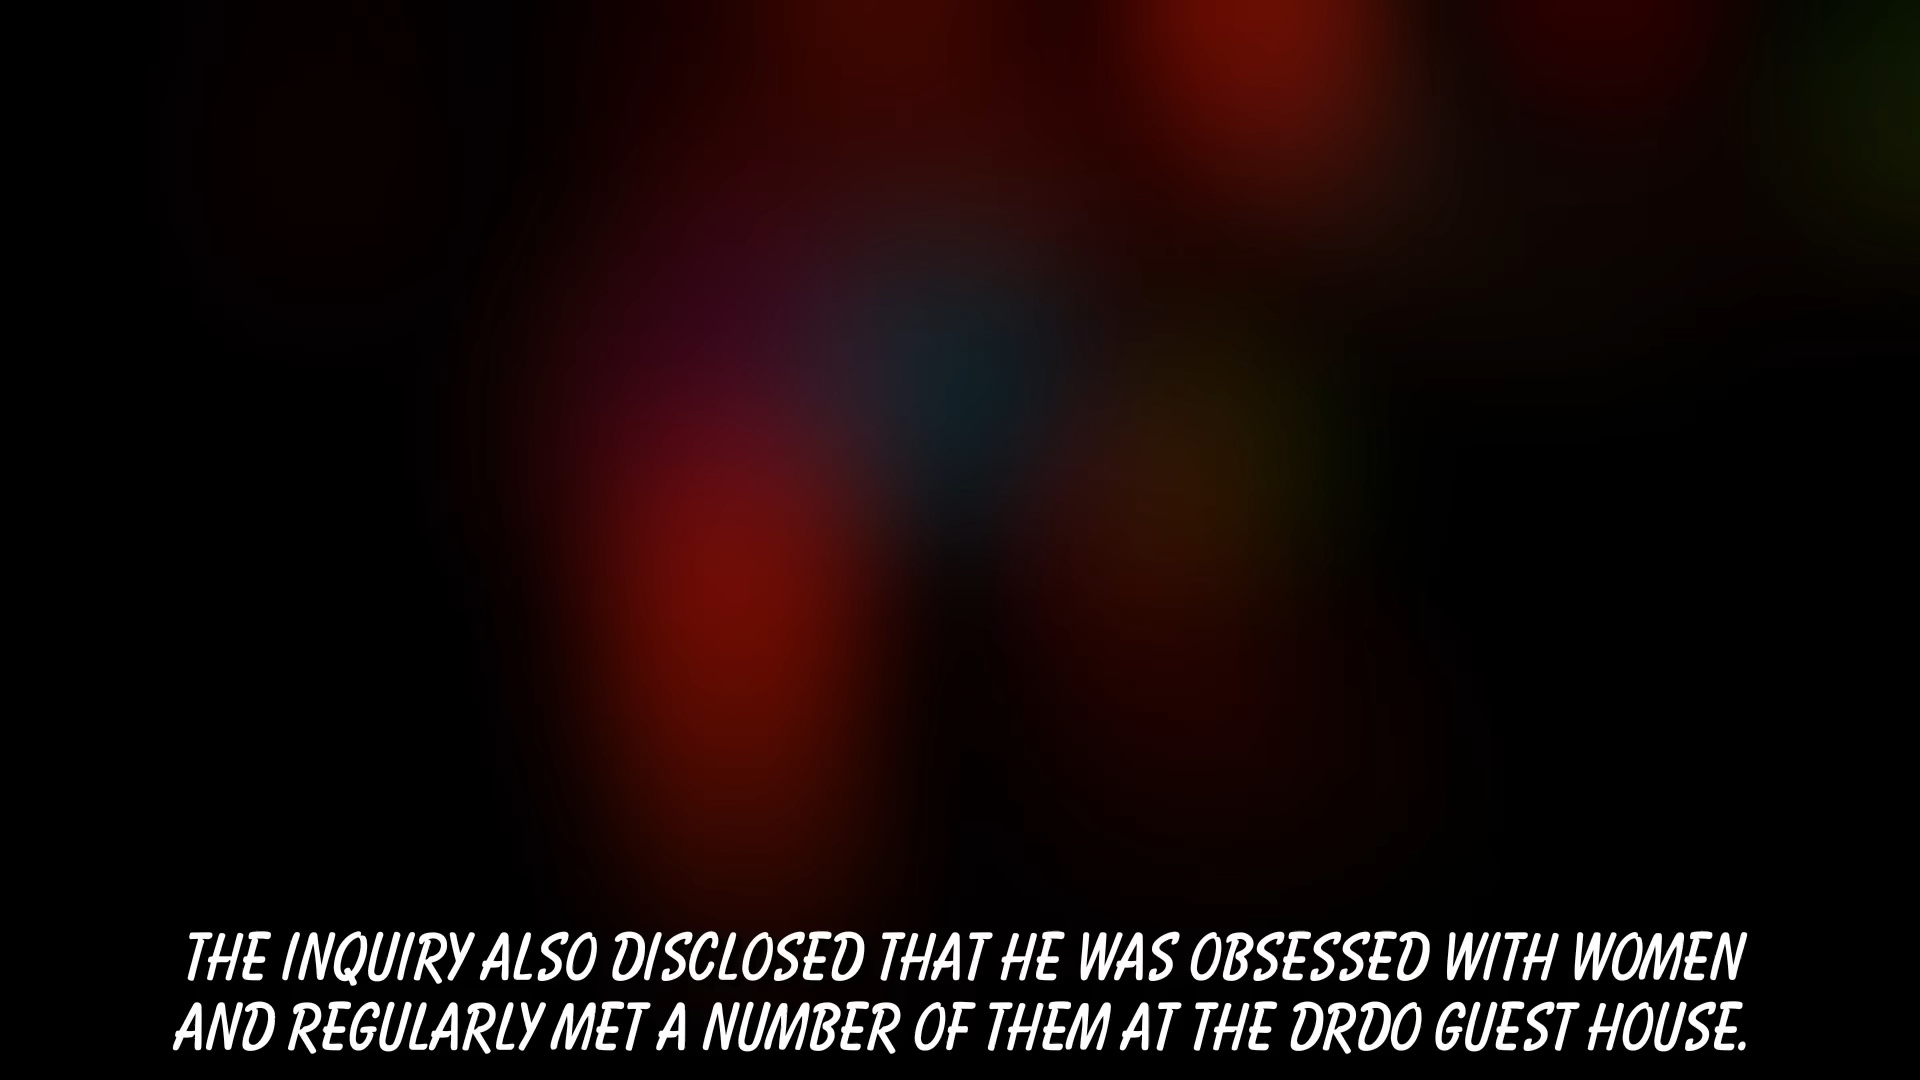 THE INQUIRY ALSO DISCLOSED THAT HE WAS OBSESSED WITH WOMEN
AND REGULARLY MET A NUMBER OF THEM AT THE DRDO GUEST HOUSE.